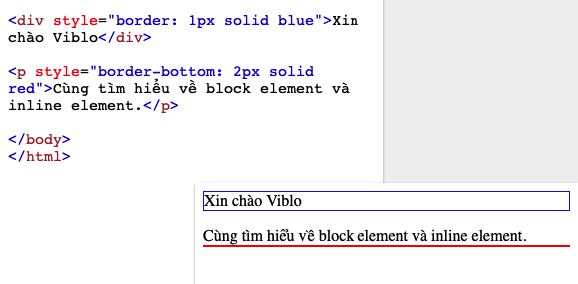 <div style="border: 1px solid blue">Xin
chào Viblo</div>
<p style="border-bottom: 2px solid
red">Cùng tìm hiểu về block element và
inline element.</p>
</body>
</html>
Xin chào Viblo
Cùng tìm hiểu về block element và inline element.